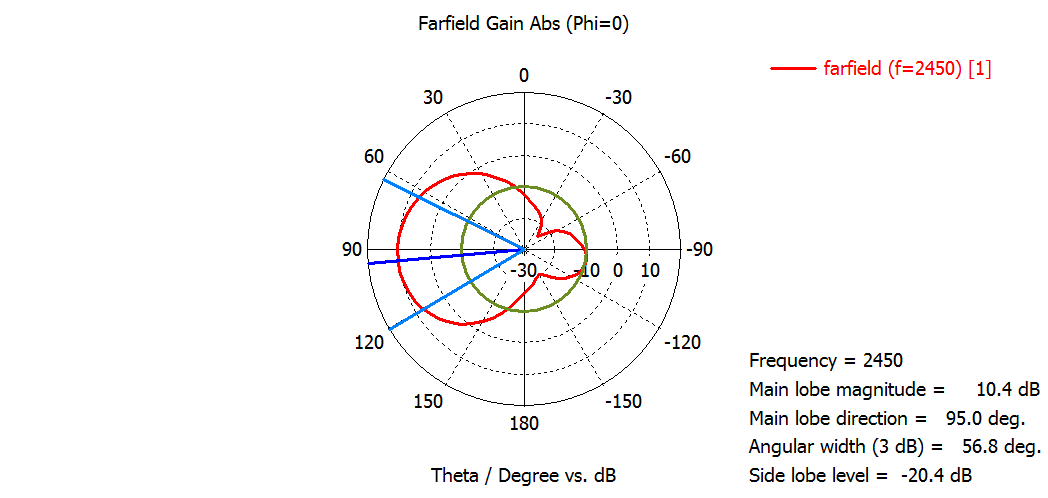 Farfield Gain Abs (Phi=0)
farfield (f=2450) [1]
0
30
-30
60
-60
90
-30
-10
0
10
-90
120
-120
150
-150
180
Frequency = 2450
Main lobe magnitude = 10.4 dB
Main lobe direction = 95.0 deg.
Angular width (3 dB) = 56.8 deg.
Side lobe level = -20.4 dB
Theta / Degree vs. dB